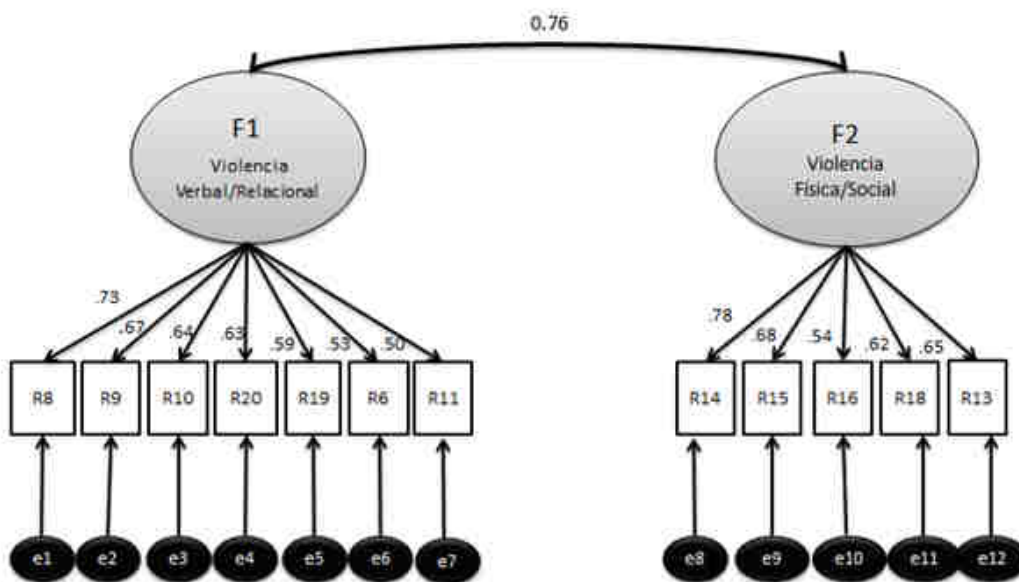 0.76
F1
Violencia
Verbal/Relacional
F2
Violencia
Física/Social
.73
.67
.64
.63
.59
.53
.50
.78
.68
.54
.62
.65
R8
R9
R10
R20
R19
R6
R11
R14
R15
R16
R18
R13
e1
e2
e3
e4
e5
e6
e7
e8
e9
e10
e11
e12